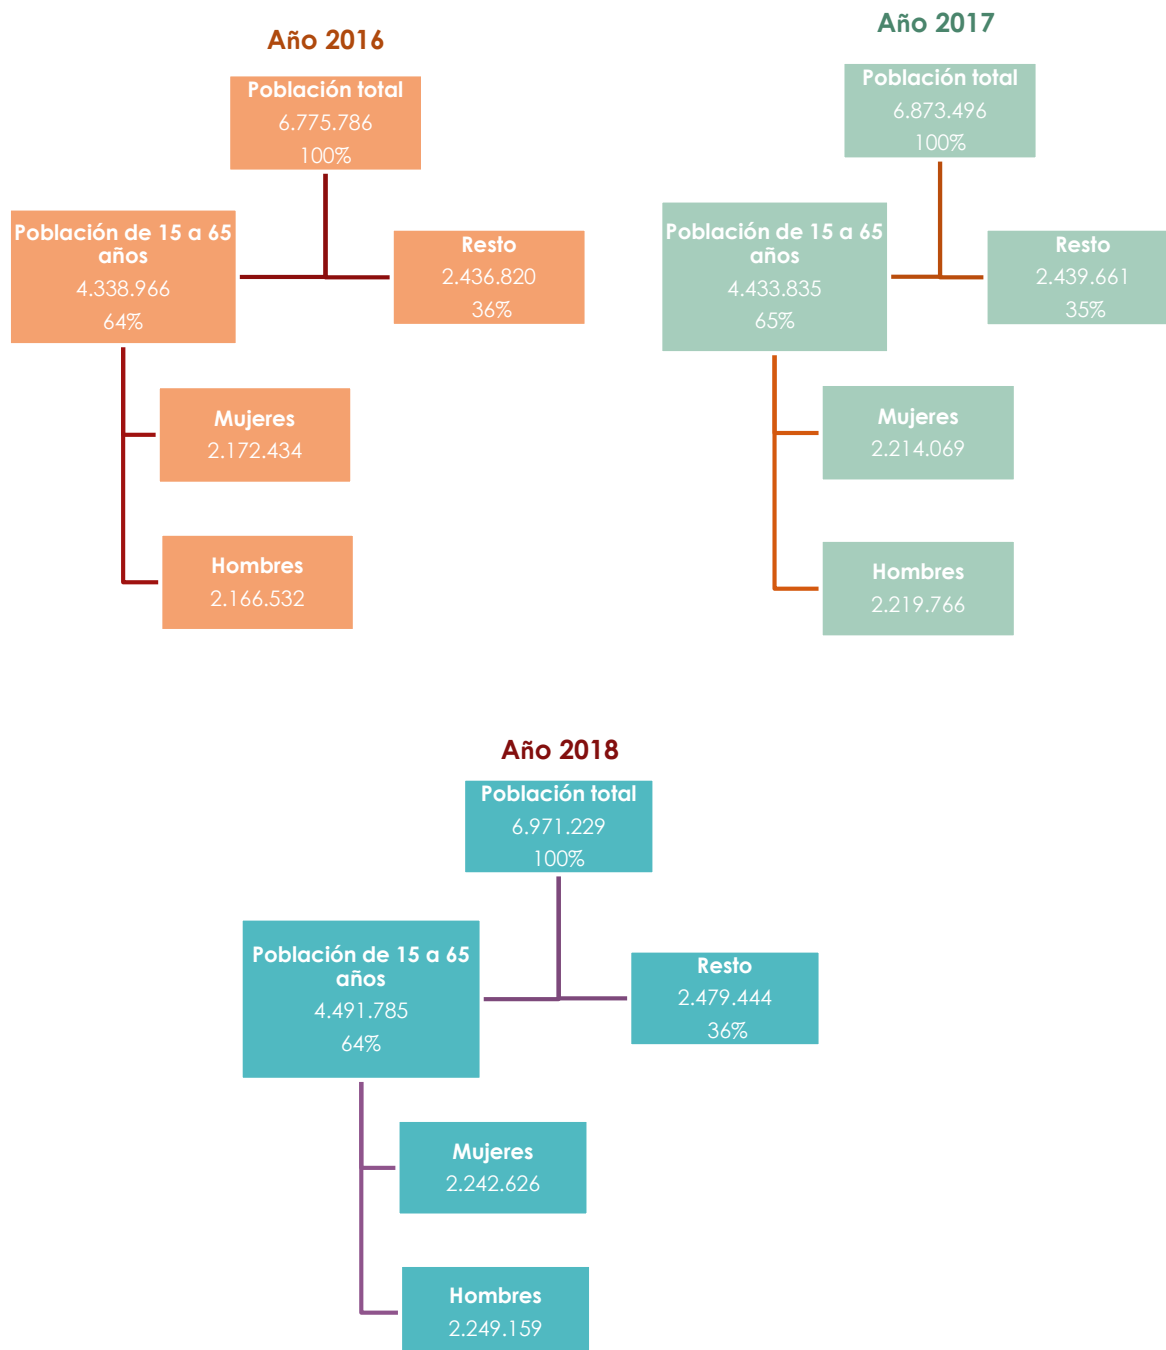 Año 2016
Población total
6.775.786
100%
Población de 15 a 65
años
4.338.966
64%
Resto
2.436.820
36%
Mujeres
2.172.434
Hombres
2.166.532
Año 2017
Población total
6.873.496
100%
Población de 15 a 65
años
4.433.835
65%
Resto
2.439.661
35%
Mujeres
2.214.069
Hombres
2.219.766
Año 2018
Población total
6.971.229
100%
Población de 15 a 65
años
4.491.785
64%
Resto
2.479.444
36%
Mujeres
2.242.626
Hombres
2.249.159